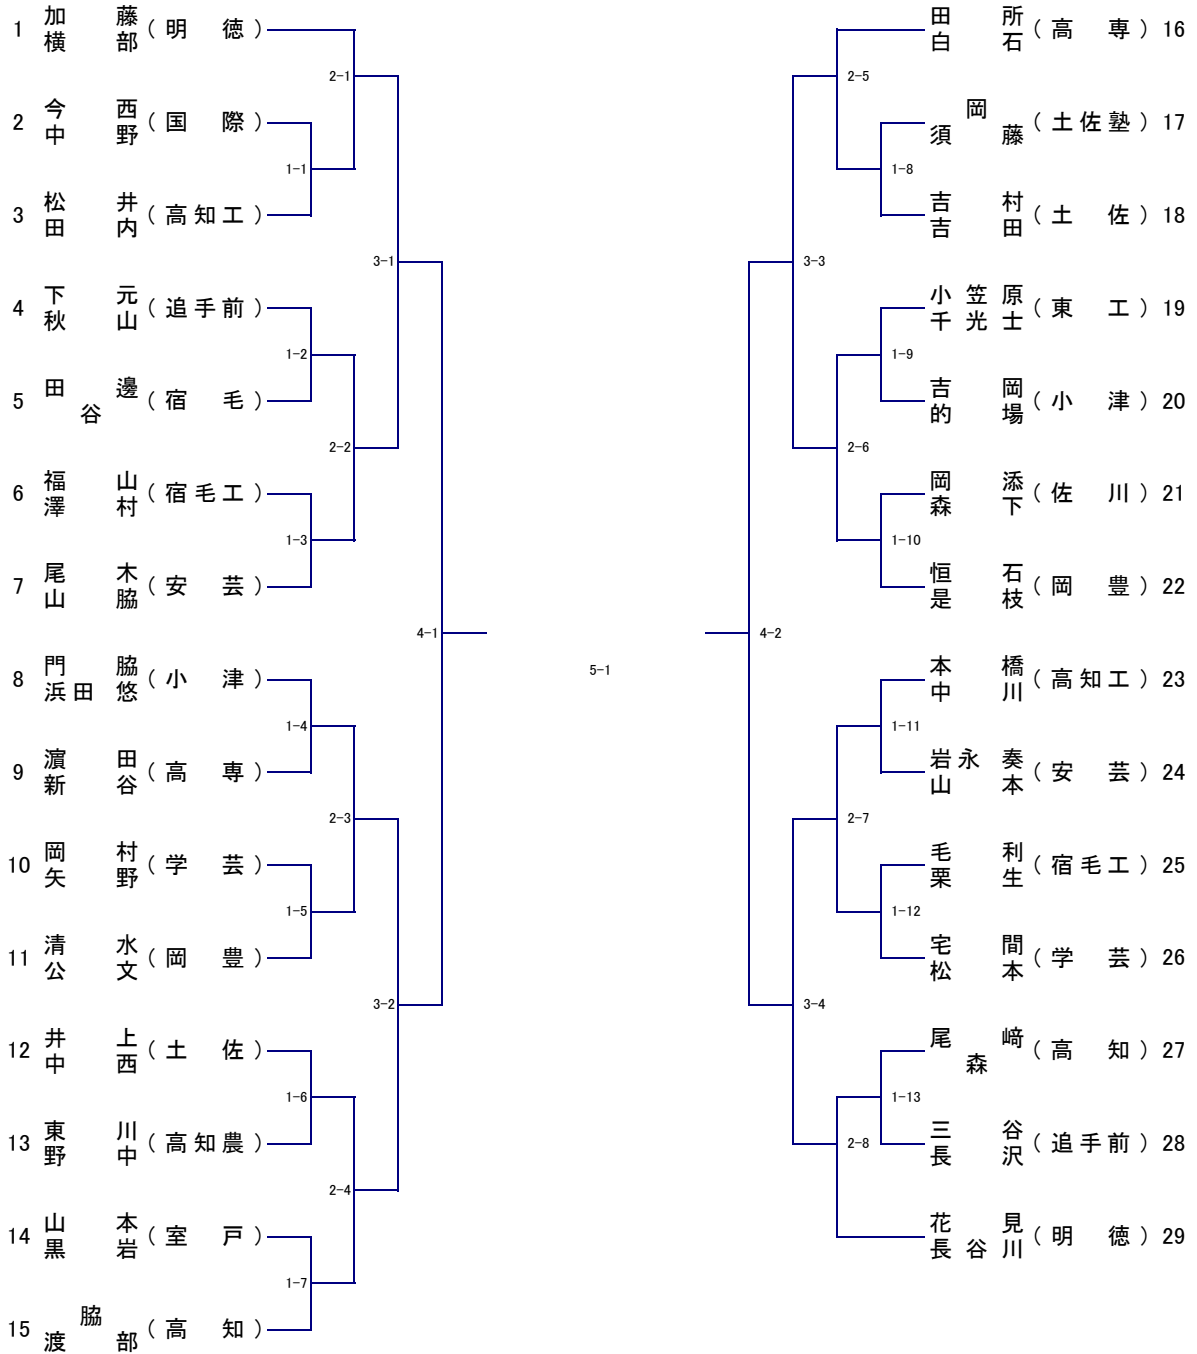 1 加藤 横部 (明徳)
2-1
2 今西 中野 (国際)
1-1
3 松井 田内 (高知工)
3-1
4 下元 秋山 (追手前)
1-2
5 田邊 谷 (宿毛)
2-2
6 福山 澤村 (宿毛工)
1-3
7 尾木 山脇 (安芸)
4-1
8 門脇 浜田悠 (小津)
1-4
9 濵田 新谷 (高専)
2-3
10 岡村 矢野 (学芸)
1-5
11 清水 公文 (岡豊)
3-2
12 井上 中西 (土佐)
1-6
13 東川 野中 (高知農)
2-4
14 山本 黒岩 (室戸)
1-7
15 脇 渡部 (高知)
5-1
田所 白石 (高専) 16
2-5
岡 須藤 (土佐塾) 17
1-8
吉村 吉田 (土佐) 18
3-3
小笠原 千光士 (東工) 19
1-9
吉岡 的場 (小津) 20
2-6
岡添 森下 (佐川) 21
1-10
恒石 是枝 (岡豊) 22
4-2
本橋 中川 (高知工) 23
1-11
岩永奏 山本 (安芸) 24
2-7
毛利 栗生 (宿毛工) 25
1-12
宅間 松本 (学芸) 26
3-4
尾﨑 森 (高知) 27
1-13
三谷 長沢 (追手前) 28
2-8
花見 長谷川 (明徳) 29